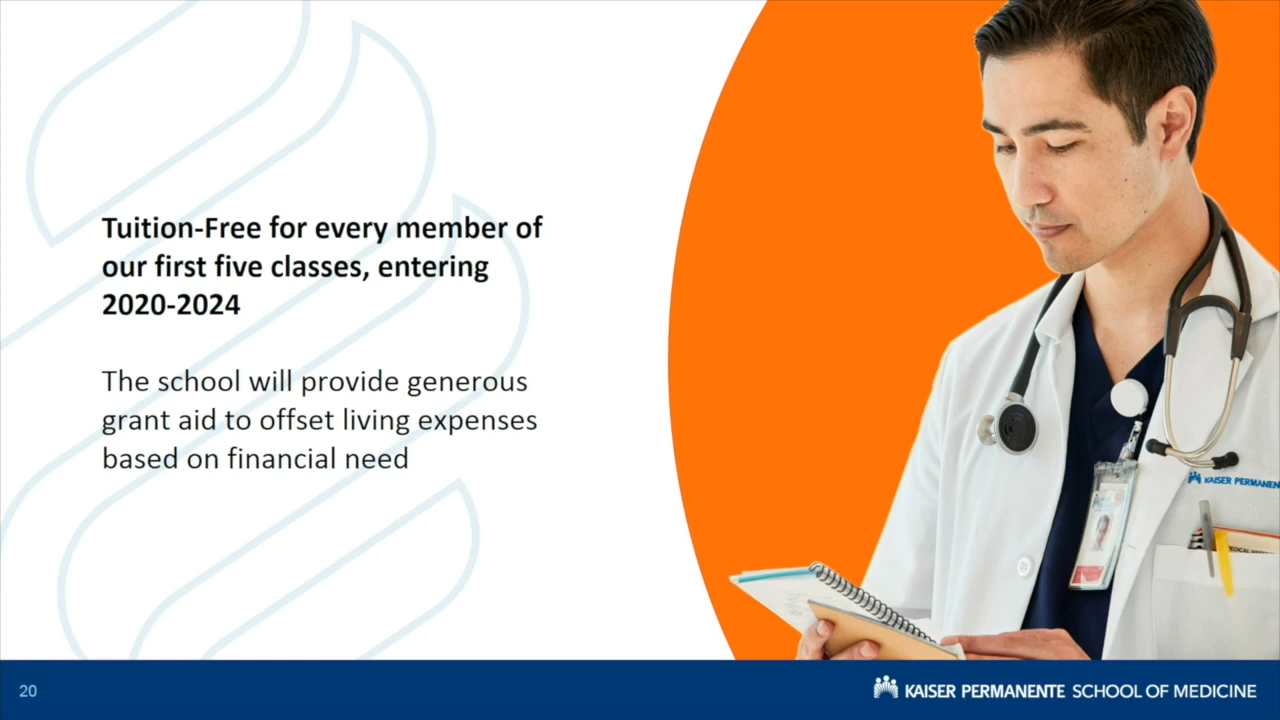 Tuition-Free for every member of
our first five classes, entering
2020-2024
The school will provide generous
grant aid to offset living expenses
based on financial need
KAISER PERMANEN
20
KAISER PERMANENTE SCHOOL OF MEDICINE